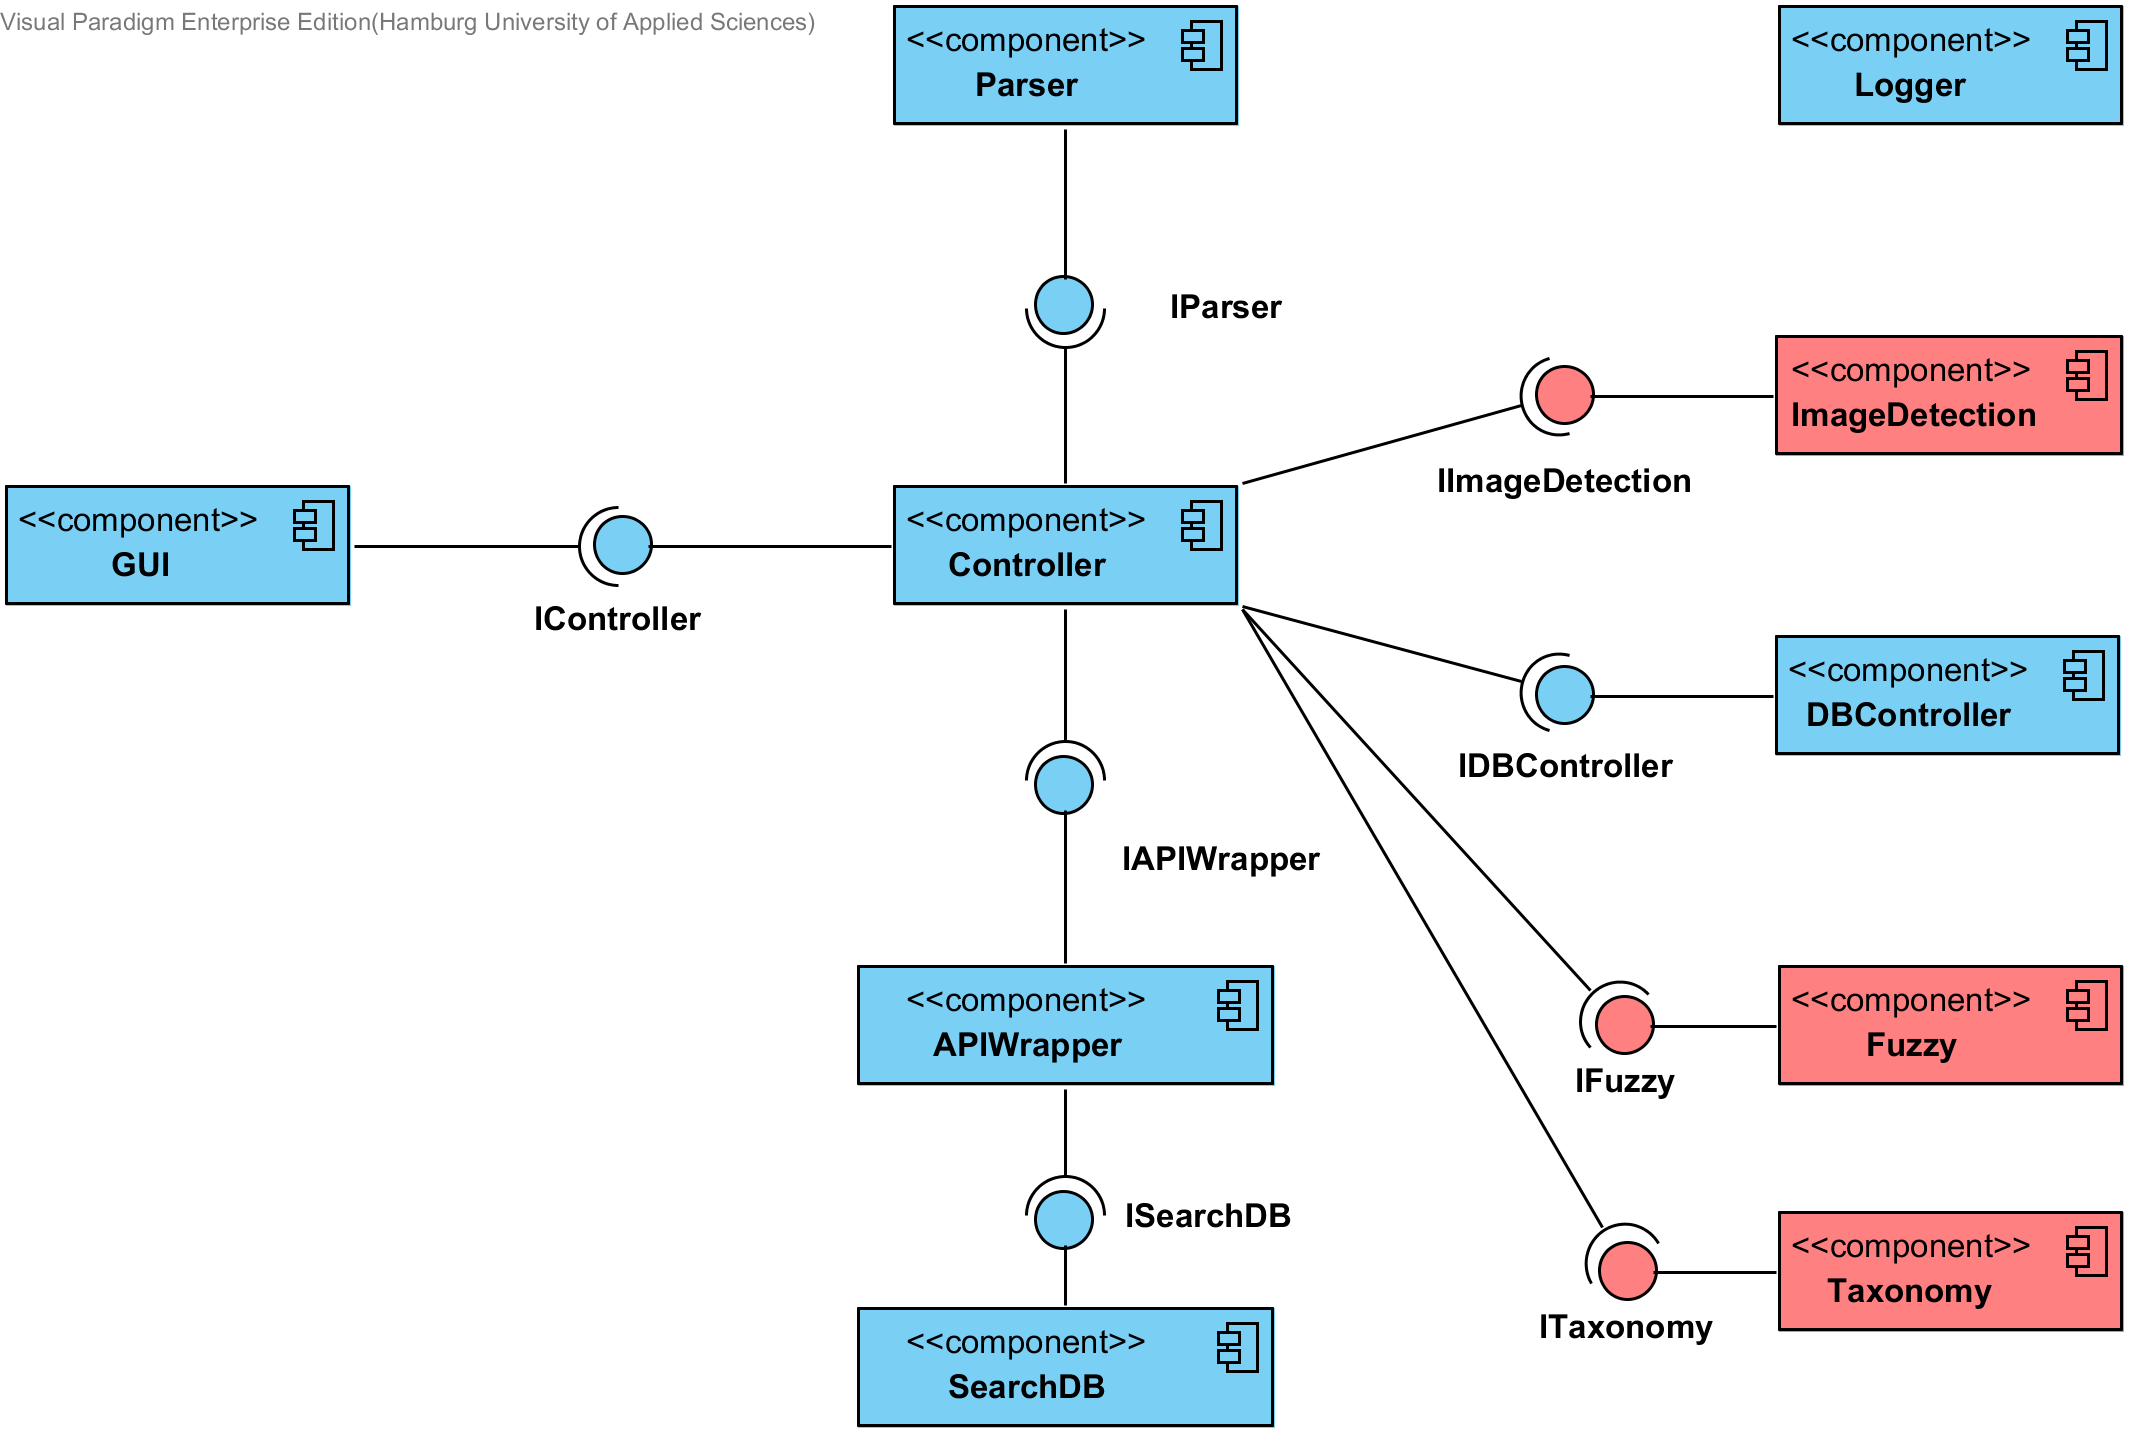 Visual Paradigm Enterprise Edition(Hamburg University of Applied Sciences)
<<component>>
Parser
<<component>>
Logger
IParser
<<component>>
ImageDetection
IImageDetection
<<component>>
GUI
IController
<<component>>
Controller
<<component>>
DBController
IDBController
IAPIWrapper
<<component>>
APIWrapper
<<component>>
Fuzzy
IFuzzy
ISearchDB
<<component>>
Taxonomy
ITaxonomy
<<component>>
SearchDB